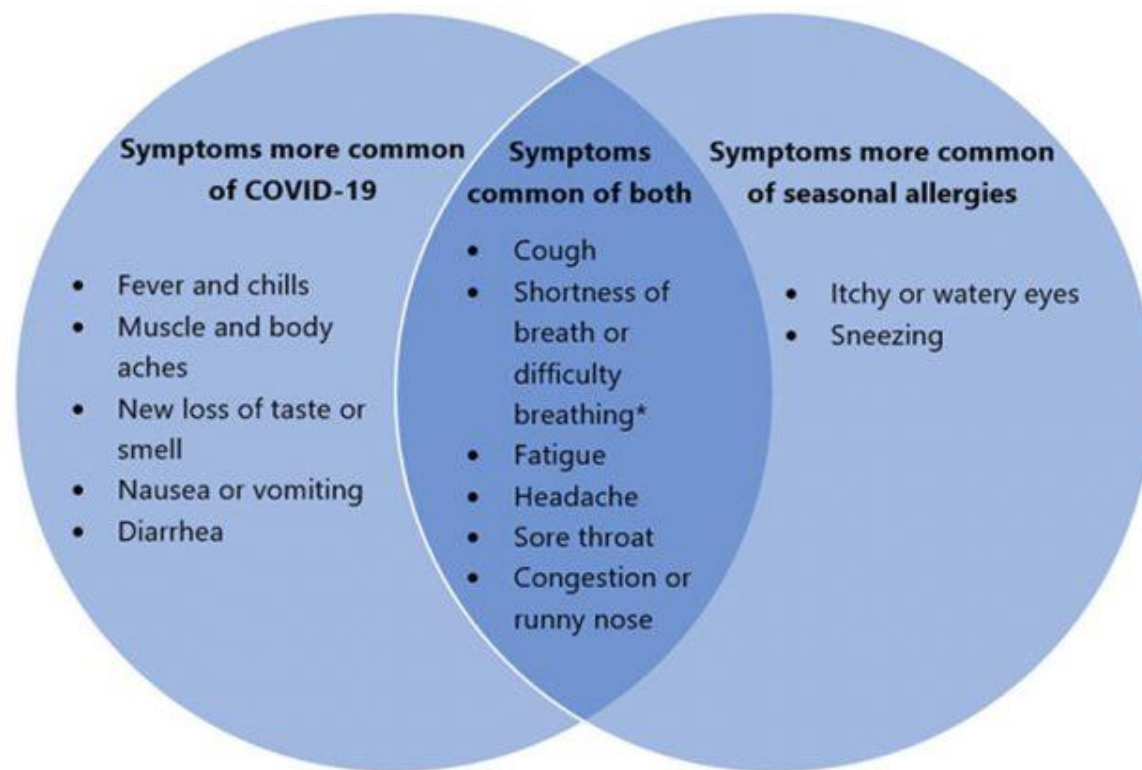 Symptoms more common
of COVID-19
• Fever and chills
• Muscle and body
aches
• New loss of taste or
smell
• Nausea or vomiting
• Diarrhea
Symptoms
common of both
• Cough
• Shortness of
breath or
difficulty
breathing*
• Fatigue
• Headache
• Sore throat
• Congestion or
runny nose
Symptoms more common
of seasonal allergies
• Itchy or watery eyes
• Sneezing